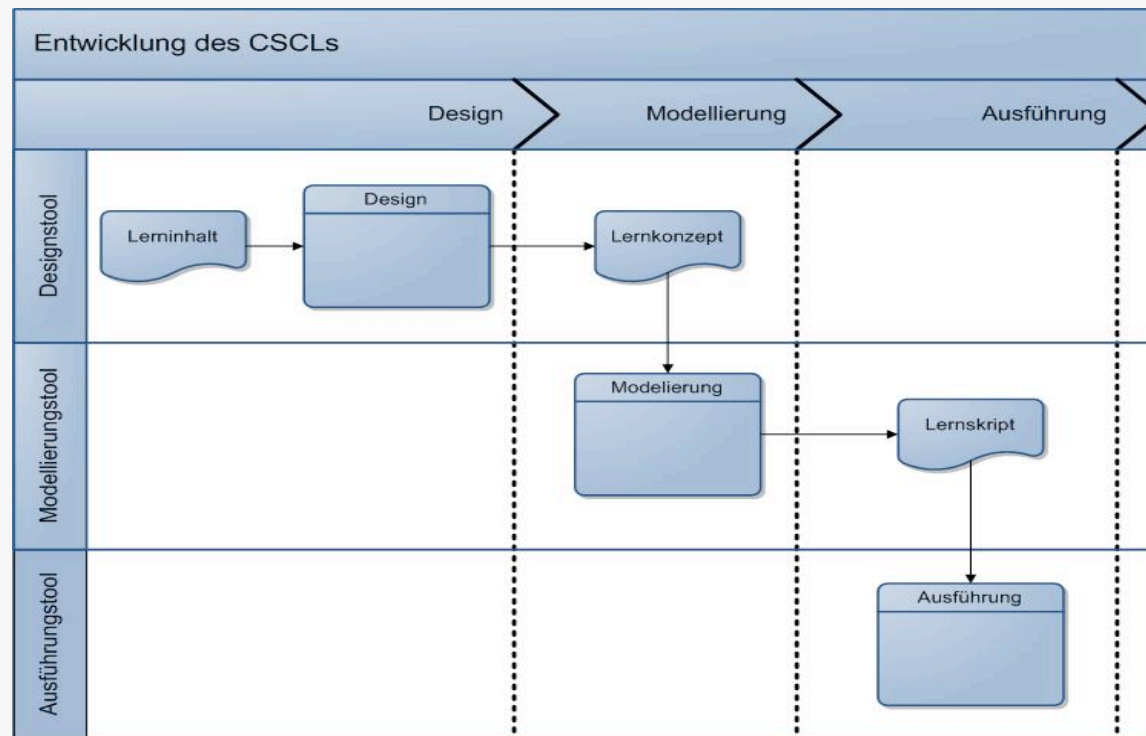 Entwicklung des CSCLs
Design
Modellierung
Ausführung
Designstool
Lerninhalt
Design
Lernkonzept
Modellierungstool
Modelierung
Lernskript
Ausführungstool
Ausführung